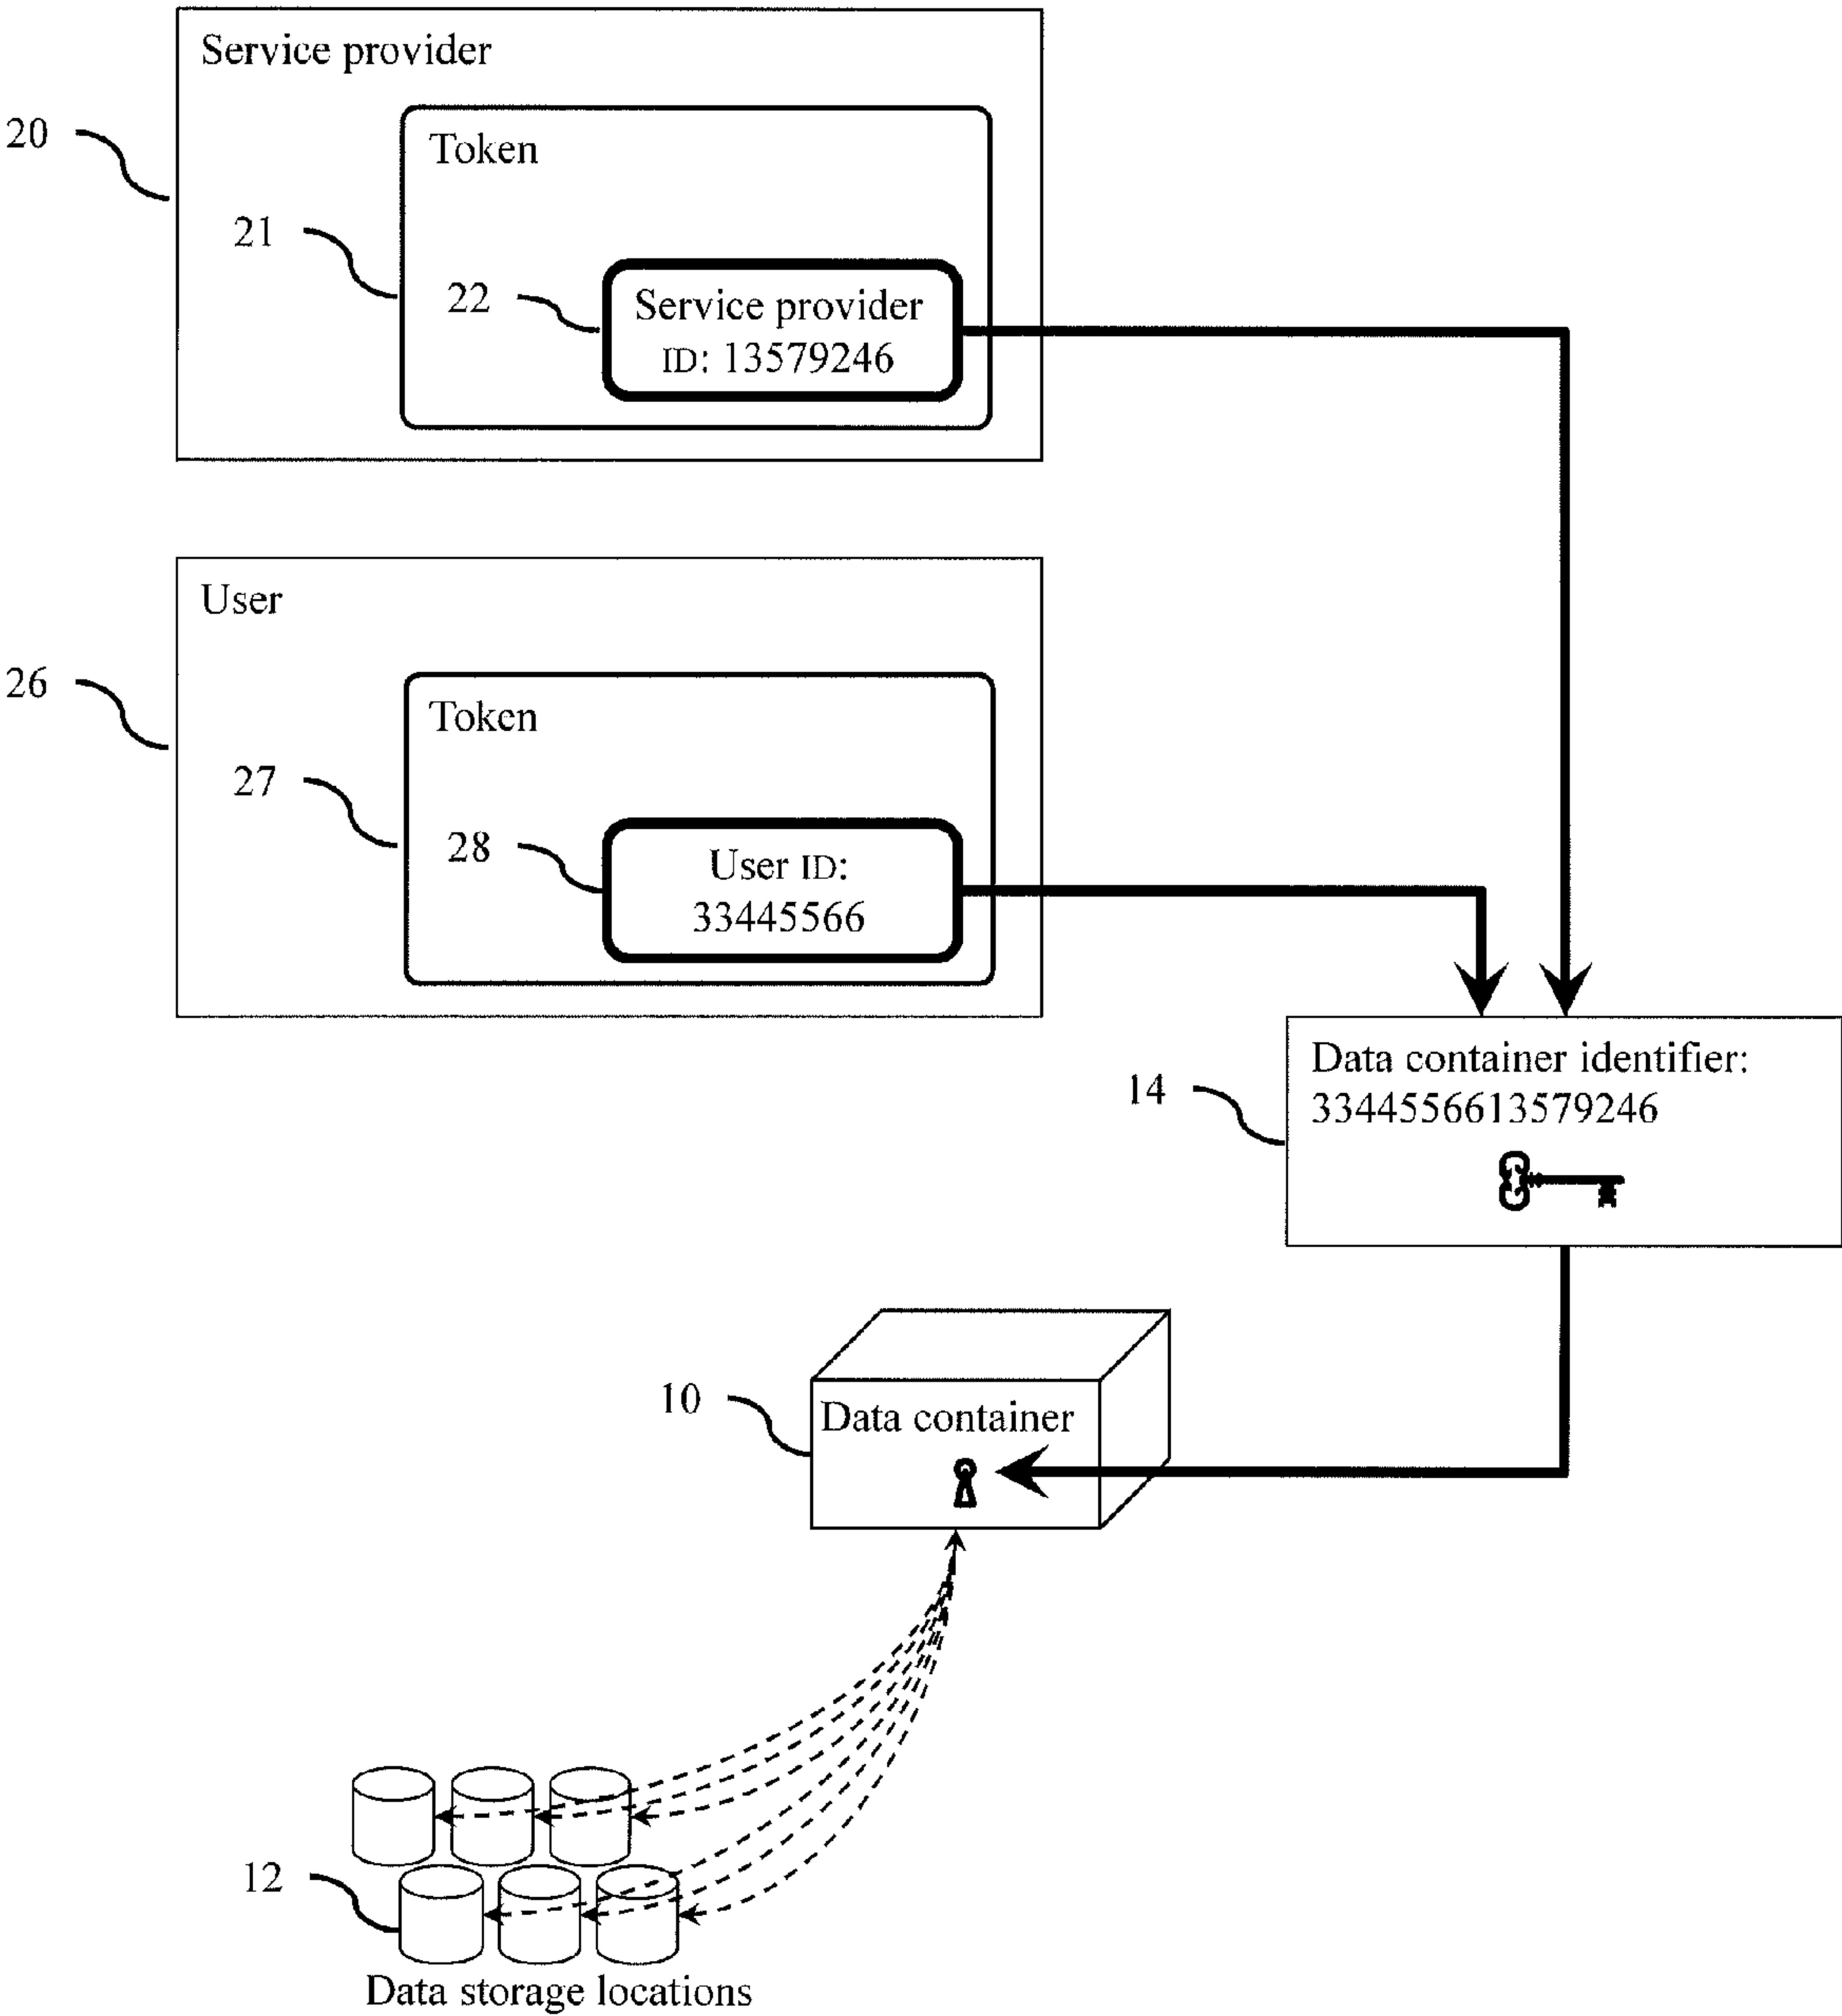 Service provider
20
Token
21
22
Service provider
ID: 13579246
User
26
Token
27
28
User ID:
33445566
Data container identifier:
14
3344556613579246
10
Data container
12
Data storage locations